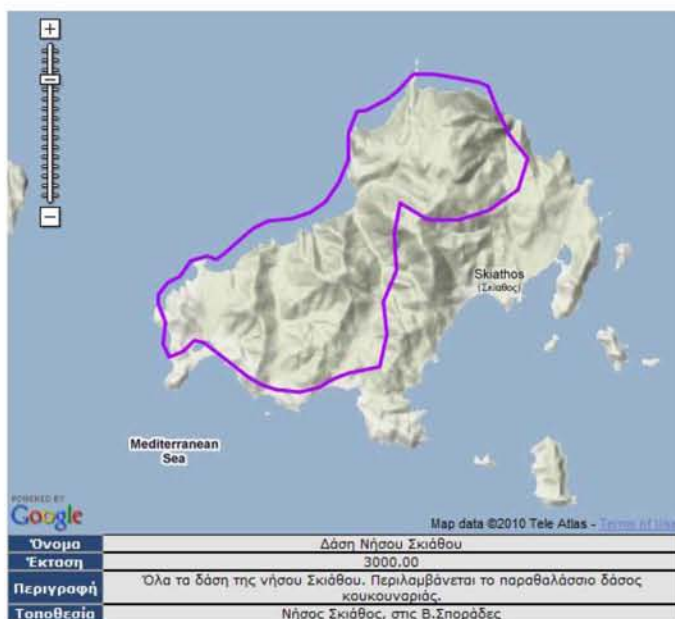 +
−
Skiathos
(Σκίαθος)
Mediterranean
Sea
POWERED BY
Google
Map data ©2010 Tele Atlas - Terms of Use
Όνομα Δάση Νήσου Σκιάθου
Έκταση 3000.00
Περιγραφή Όλα τα δάση της νήσου Σκιάθου. Περιλαμβάνεται το παραθαλάσσιο δάσος
κουκουναριάς.
Τοποθεσία Νήσος Σκιάθος, στις Β.Σποράδες